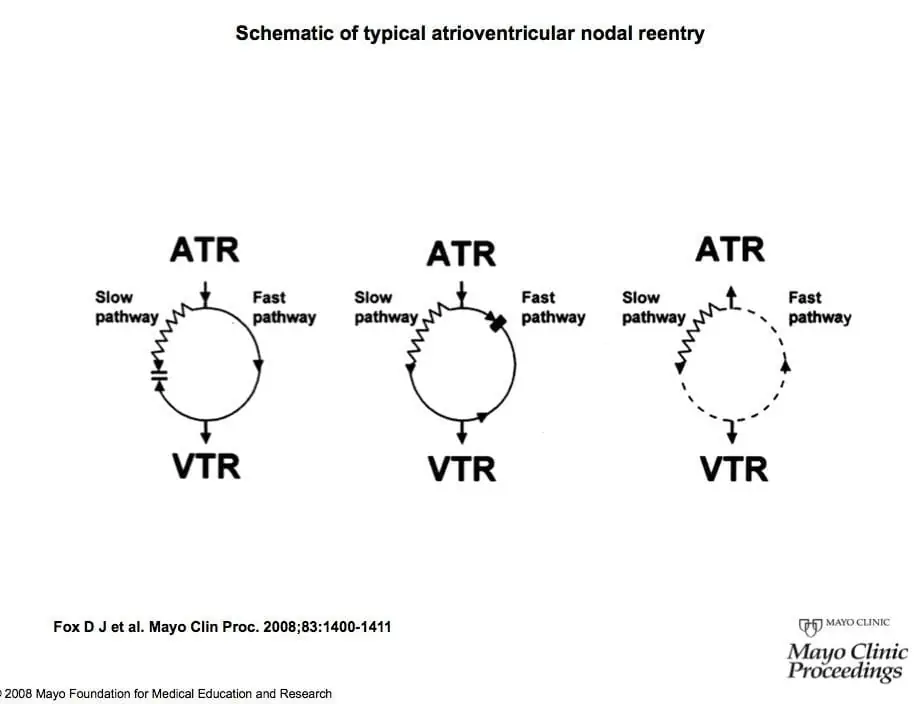 Schematic of typical atrioventricular nodal reentry
ATR
Slow
pathway
Fast
pathway
VTR
ATR
Slow
pathway
Fast
pathway
VTR
ATR
Slow
pathway
Fast
pathway
VTR
Fox D J et al. Mayo Clin Proc. 2008;83:1400-1411
MAYO CLINIC
Mayo Clinic
Proceedings
2008 Mayo Foundation for Medical Education and Research